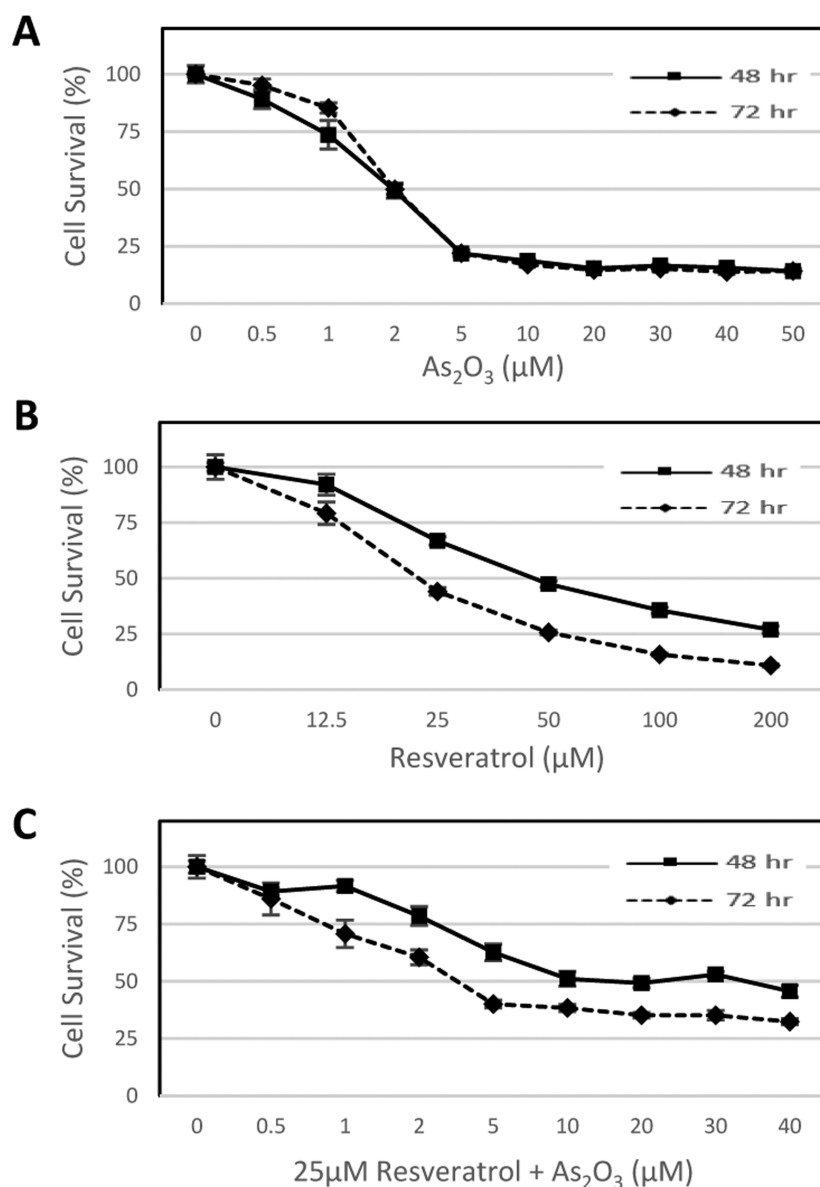 A
Cell Survival (%)
100
75
50
25
0
48 hr
72 hr
0 0.5 1 2 5 10 20 30 40 50
As₂O₃ (μM)
B
Cell Survival (%)
100
75
50
25
0
48 hr
72 hr
0 12.5 25 50 100 200
Resveratrol (μM)
C
Cell Survival (%)
100
75
50
25
0
48 hr
72 hr
0 0.5 1 2 5 10 20 30 40
25μM Resveratrol + As₂O₃ (μM)